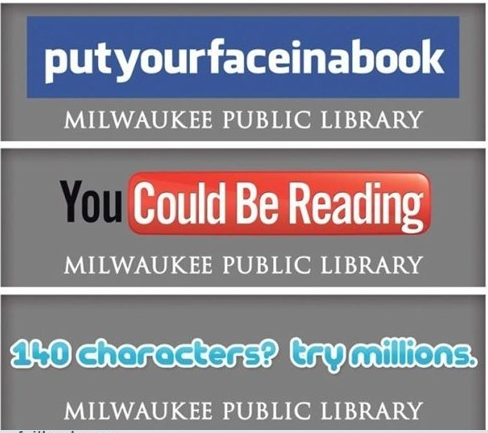 putyourfaceinabook
MILWAUKEE PUBLIC LIBRARY
You Could Be Reading
MILWAUKEE PUBLIC LIBRARY
140 characters? try millions.
MILWAUKEE PUBLIC LIBRARY